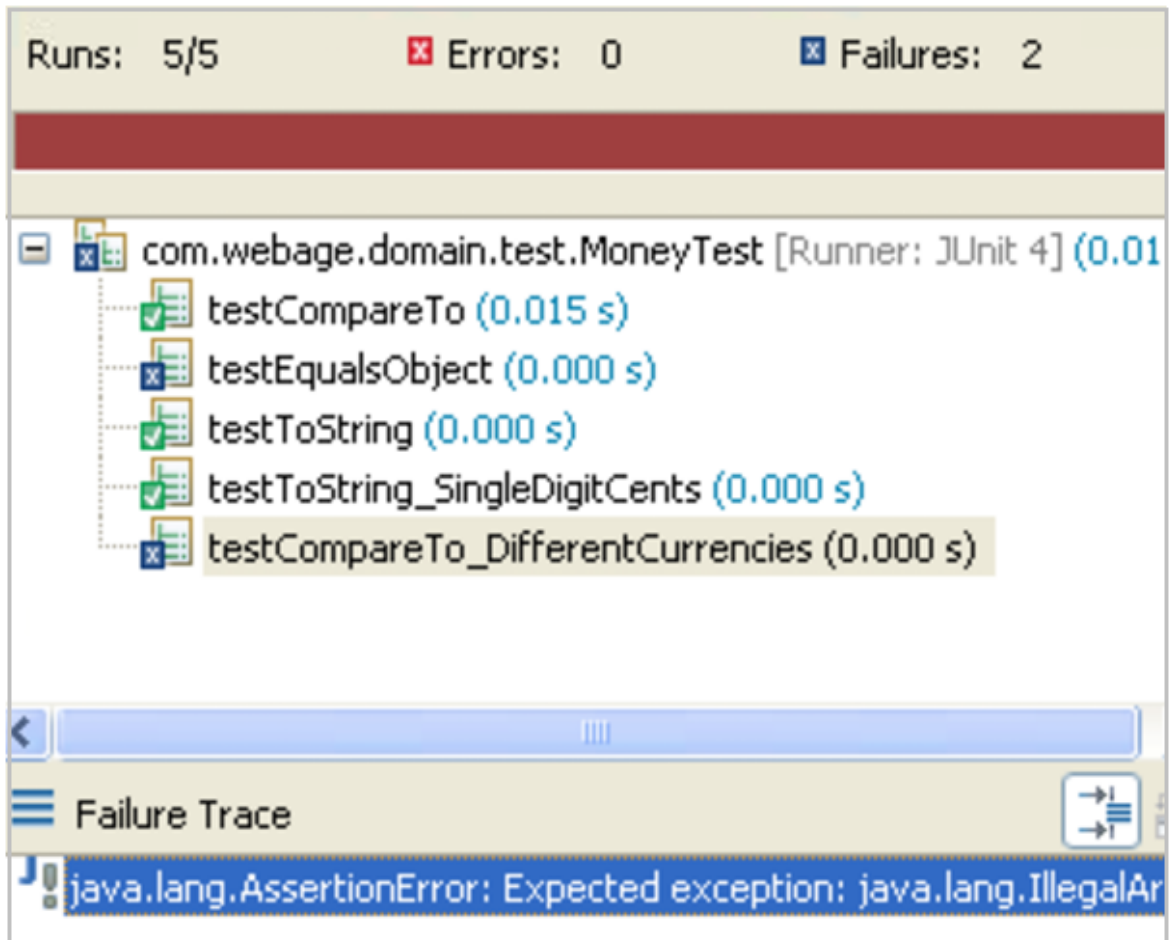 Runs: 5/5 Errors: 0 Failures: 2
com.webage.domain.test.MoneyTest [Runner: JUnit 4] (0.01
testCompareTo (0.015 s)
testEqualsObject (0.000 s)
testToString (0.000 s)
testToString_SingleDigitCents (0.000 s)
testCompareTo_DifferentCurrencies (0.000 s)
Failure Trace
java.lang.AssertionError: Expected exception: java.lang.IllegalAr